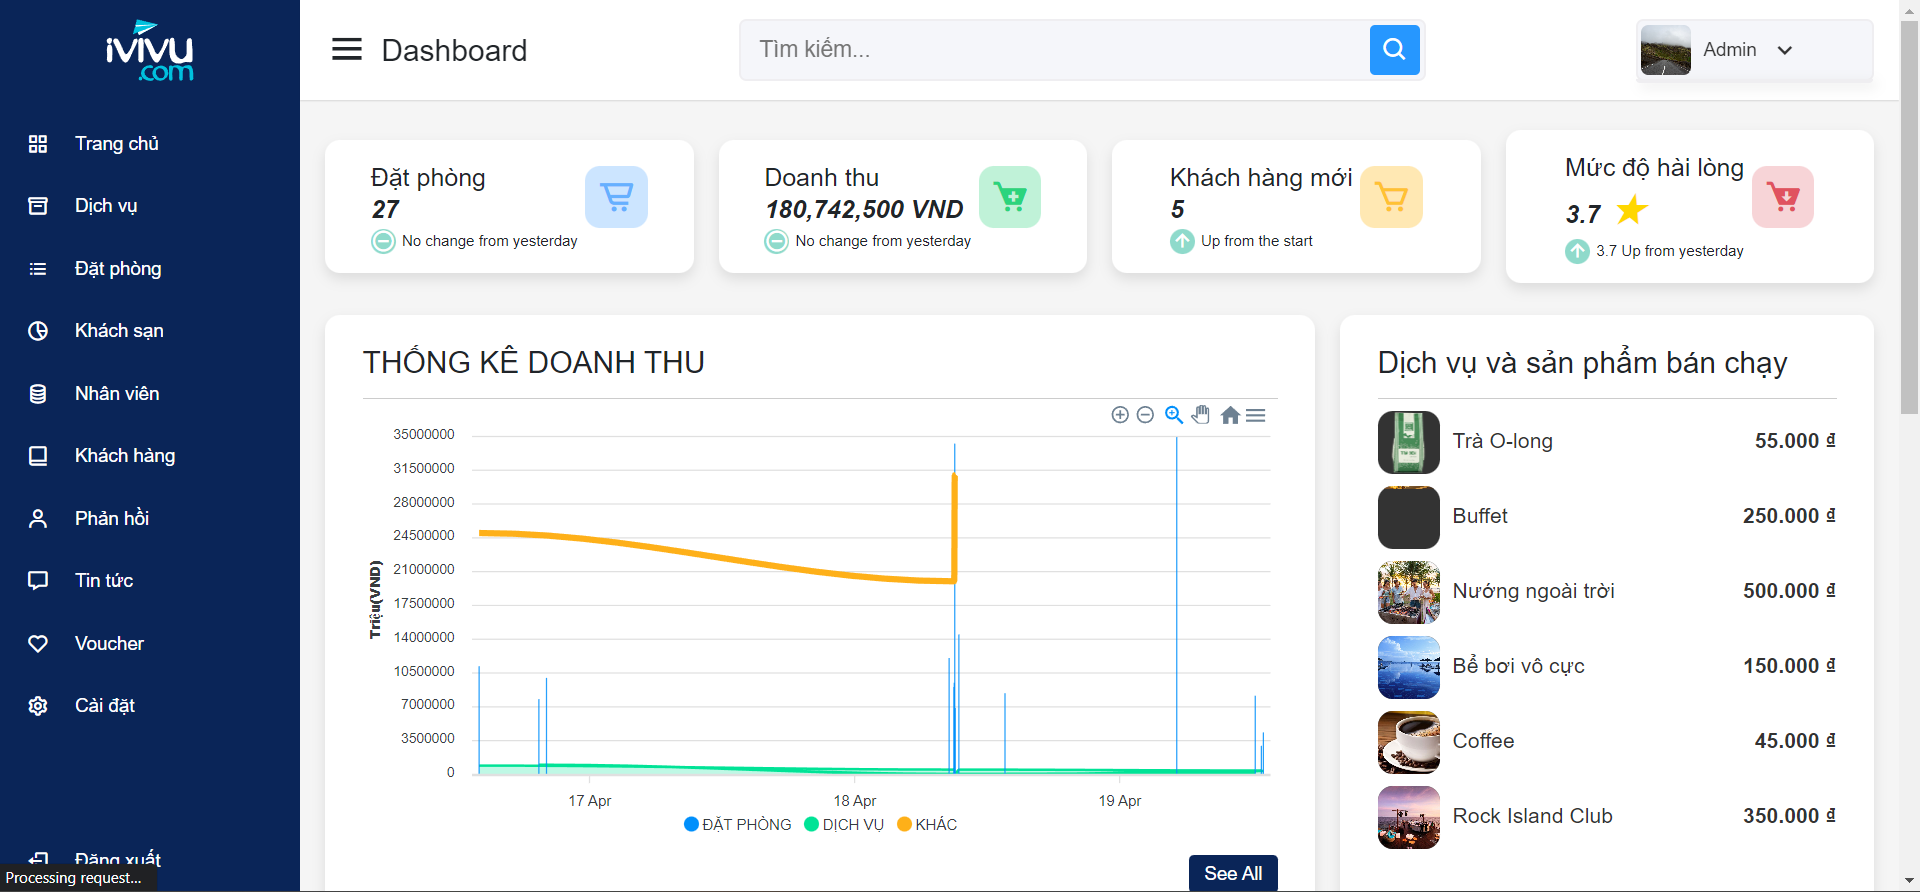 ivivu
.com
Trang chủ
Dịch vụ
Đặt phòng
Khách sạn
Nhân viên
Khách hàng
Phản hồi
Tin tức
Voucher
Cài đặt
Đăng xuất
Processing request...
Dashboard
Tìm kiếm...
Admin
Đặt phòng
27
No change from yesterday
Doanh thu
180,742,500 VND
No change from yesterday
Khách hàng mới
5
Up from the start
Mức độ hài lòng
3.7
3.7 Up from yesterday
THỐNG KÊ DOANH THU
35000000
31500000
28000000
24500000
21000000
17500000
14000000
10500000
7000000
3500000
0
Triệu(VND)
17 Apr
18 Apr
19 Apr
ĐẶT PHÒNG
DỊCH VỤ
KHÁC
See All
Dịch vụ và sản phẩm bán chạy
Trà O-long
55.000 ₫
Buffet
250.000 ₫
Nướng ngoài trời
500.000 ₫
Bể bơi vô cực
150.000 ₫
Coffee
45.000 ₫
Rock Island Club
350.000 ₫